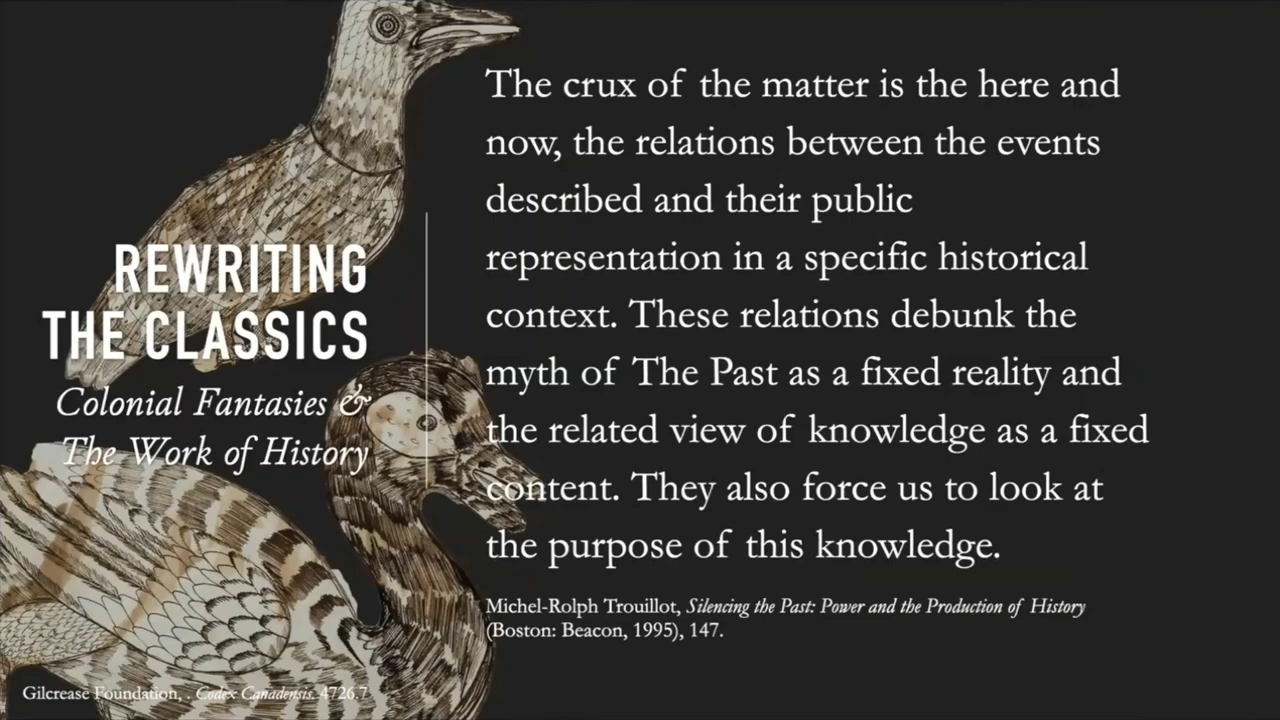 REWRITING
THE CLASSICS
Colonial Fantasies &
The Work of History
The crux of the matter is the here and
now, the relations between the events
described and their public
representation in a specific historical
context. These relations debunk the
myth of The Past as a fixed reality and
the related view of knowledge as a fixed
content. They also force us to look at
the purpose of this knowledge.
Michel-Rolph Trouillot, Silencing the Past: Power and the Production of History
(Boston: Beacon, 1995), 147.
Gilcrease Foundation, . Codex Canadensis. 4726.7